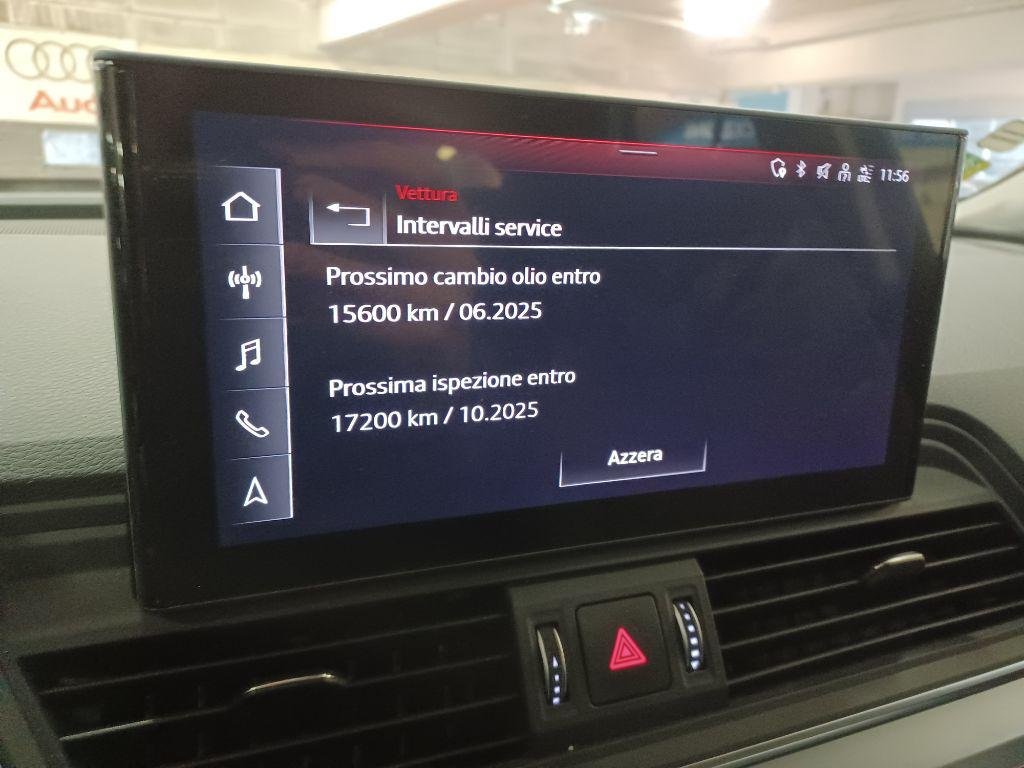 Audi
11:56
Vettura
Intervalli service
Prossimo cambio olio entro
15600 km / 06.2025
Prossima ispezione entro
17200 km / 10.2025
Azzera